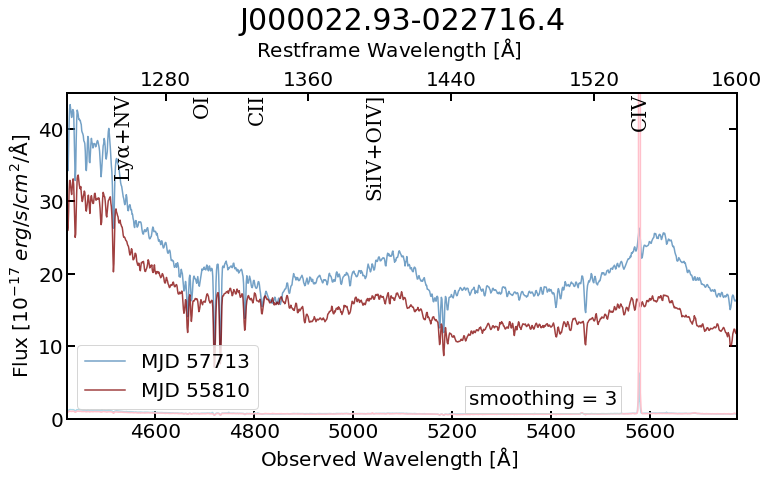 J000022.93-022716.4
Restframe Wavelength [Å]
1280 1360 1440 1520 1600
Lyα+NV
OI
CII
SiIV+OIV]
CIV
Flux [10⁻¹⁷ erg/s/cm²/Å]
40
30
20
10
0
MJD 57713
MJD 55810
smoothing = 3
4600 4800 5000 5200 5400 5600
Observed Wavelength [Å]